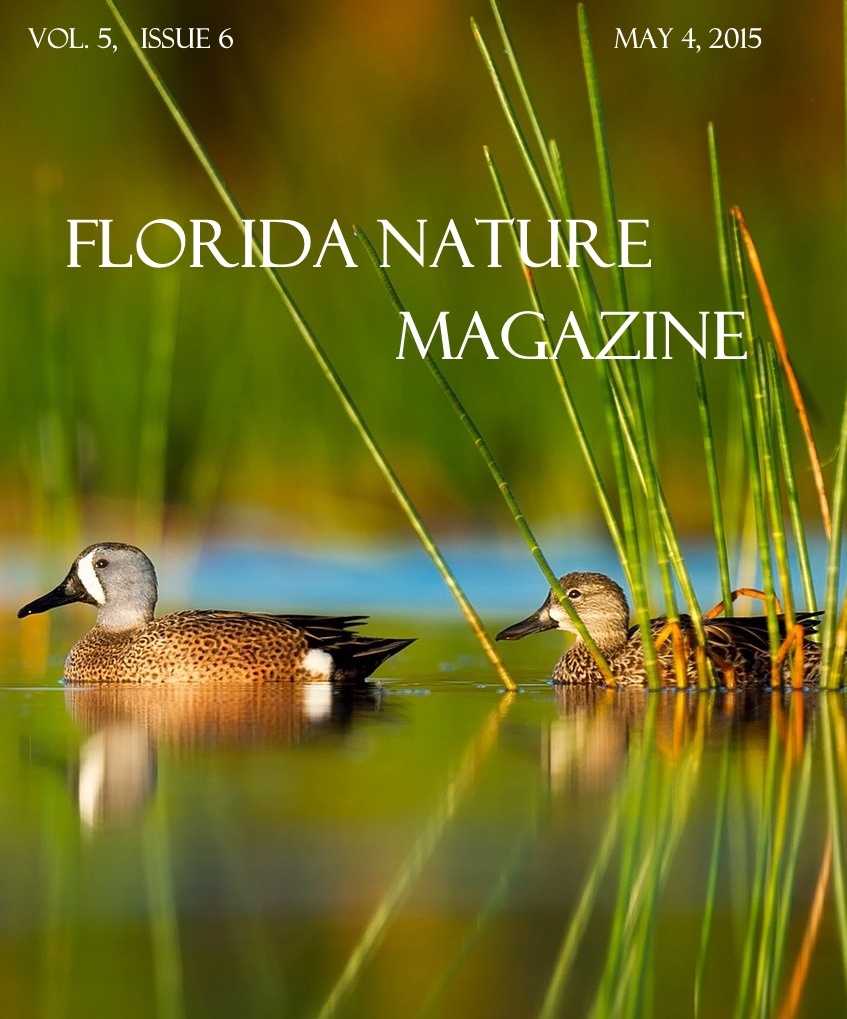 VOL. 5, ISSUE 6
MAY 4, 2015
FLORIDA NATURE
MAGAZINE